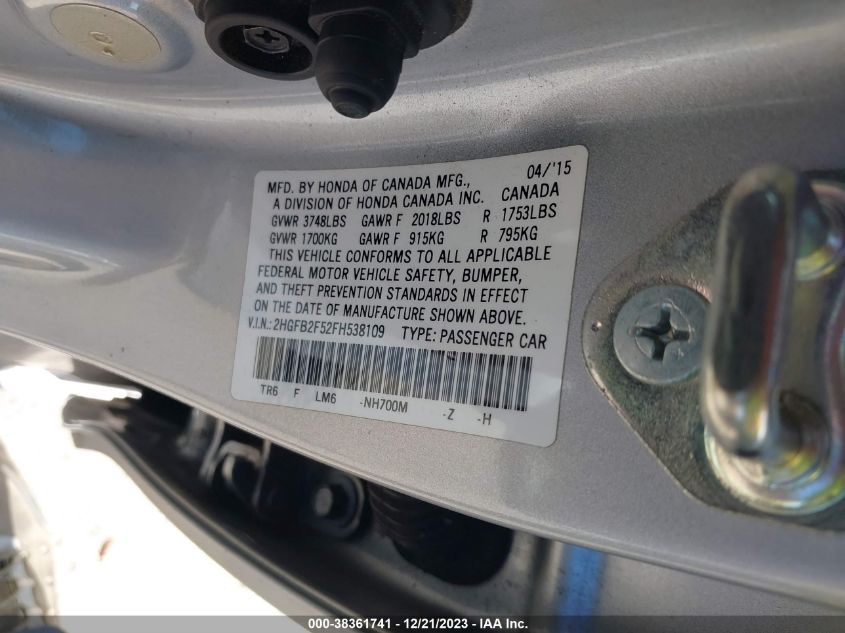 MFD. BY HONDA OF CANADA MFG., 04/'15
A DIVISION OF HONDA CANADA INC. CANADA
GVWR 3748LBS GAWR F 2018LBS R 1753LBS
GVWR 1700KG GAWR F 915KG R 795KG
THIS VEHICLE CONFORMS TO ALL APPLICABLE
FEDERAL MOTOR VEHICLE SAFETY, BUMPER,
AND THEFT PREVENTION STANDARDS IN EFFECT
ON THE DATE OF MANUFACTURE SHOWN ABOVE.
V.I.N.: 2HGFB2F52FH538109 TYPE: PASSENGER CAR
TR6 F LM6 -NH700M -Z -H
000-38361741 - 12/21/2023 - IAA Inc.